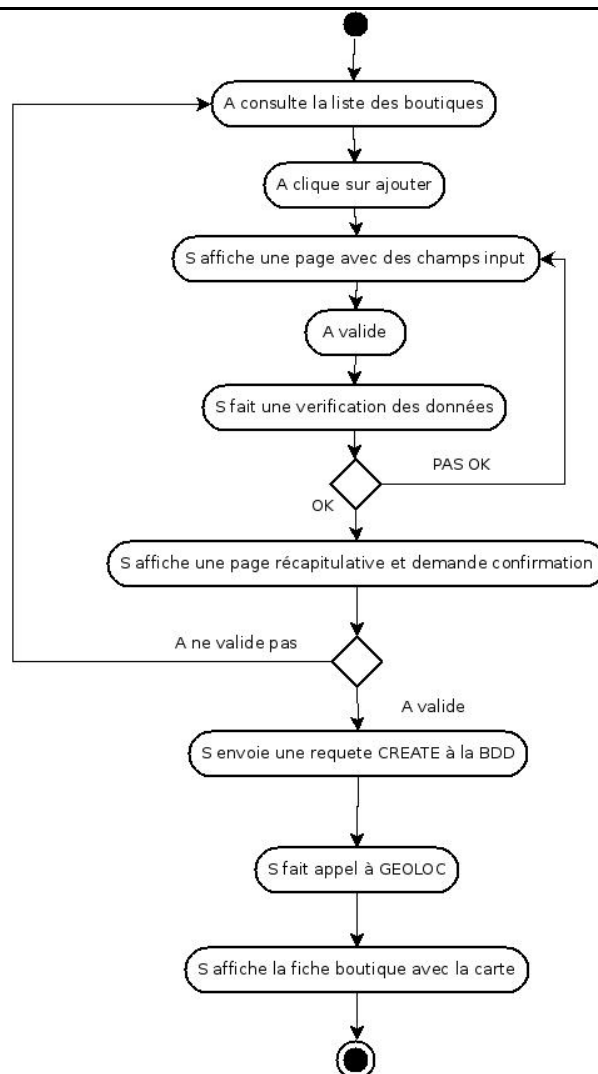 A consulte la liste des boutiques
A clique sur ajouter
S affiche une page avec des champs input
A valide
S fait une verification des données
PAS OK
OK
S affiche une page récapitulative et demande confirmation
A ne valide pas
A valide
S envoie une requete CREATE à la BDD
S fait appel à GEOLOC
S affiche la fiche boutique avec la carte